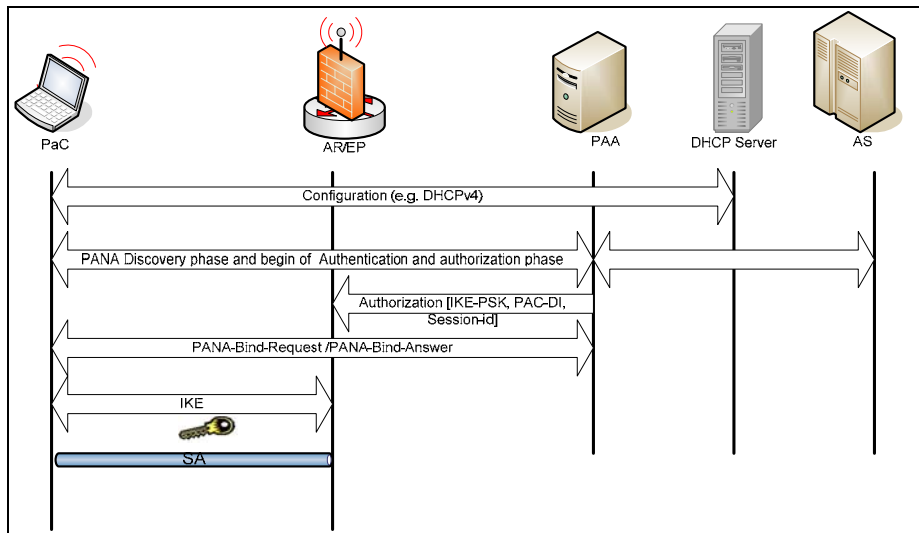 PaC
AR/EP
PAA
DHCP Server
AS
Configuration (e.g. DHCPv4)
PANA Discovery phase and begin of Authentication and authorization phase
Authorization [IKE-PSK, PAC-DI,
Session-id]
PANA-Bind-Request /PANA-Bind-Answer
IKE
SA